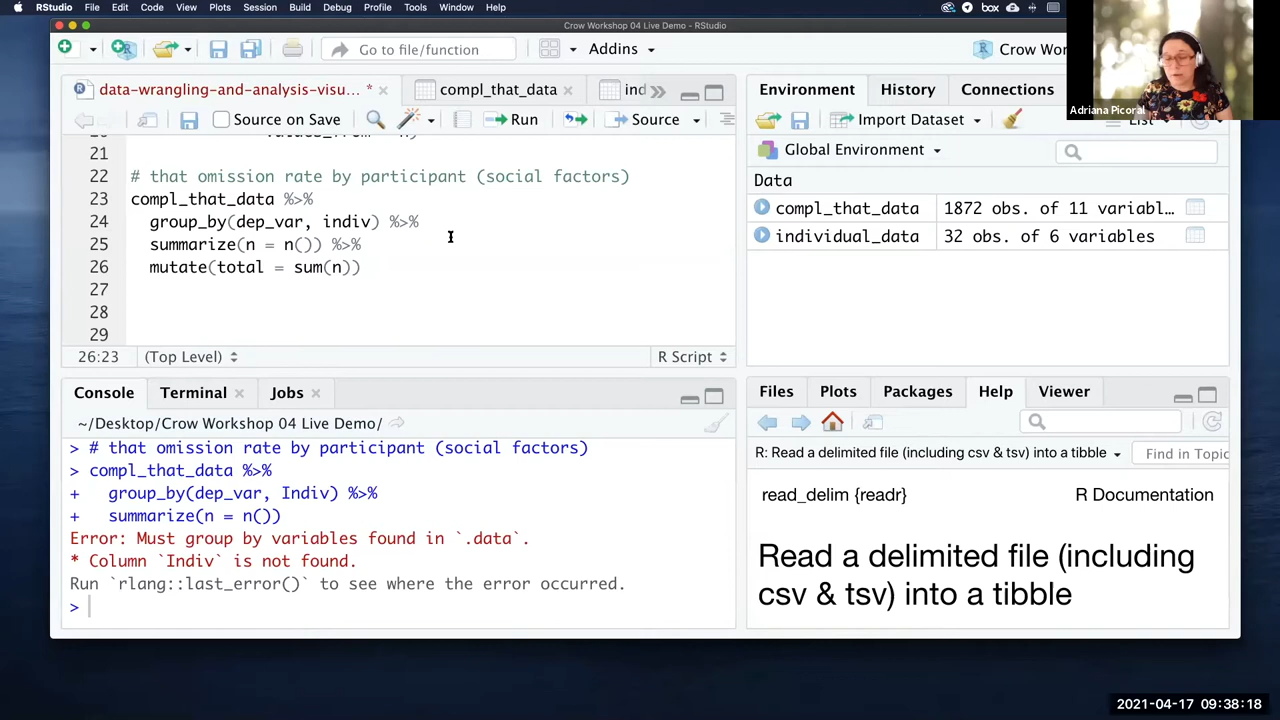 RStudio File Edit Code View Plots Session Build Debug Profile Tools Window Help
box
Crow Workshop 04 Live Demo - RStudio
Go to file/function
Addins
Crow Wor
data-wrangling-and-analysis-visu... *
compl_that_data
ind
Source on Save
Run
Source
21
22 # that omission rate by participant (social factors)
23 compl_that_data %>%
24 group_by(dep_var, indiv) %>%
25 summarize(n = n()) %>%
26 mutate(total = sum(n))
27
28
29
26:23 (Top Level) R Script
Console Terminal Jobs
~/Desktop/Crow Workshop 04 Live Demo/
> # that omission rate by participant (social factors)
> compl_that_data %>%
+ group_by(dep_var, Indiv) %>%
+ summarize(n = n())
Error: Must group by variables found in `.data`.
* Column `Indiv` is not found.
Run `rlang::last_error()` to see where the error occurred.
>
Environment History Connections
Import Dataset
Global Environment
Data
compl_that_data 1872 obs. of 11 variabl...
individual_data 32 obs. of 6 variables
Files Plots Packages Help Viewer
R: Read a delimited file (including csv & tsv) into a tibble
Find in Topic
read_delim {readr} R Documentation
Read a delimited file (including
csv & tsv) into a tibble
Adriana Picoral
2021-04-17 09:38:18